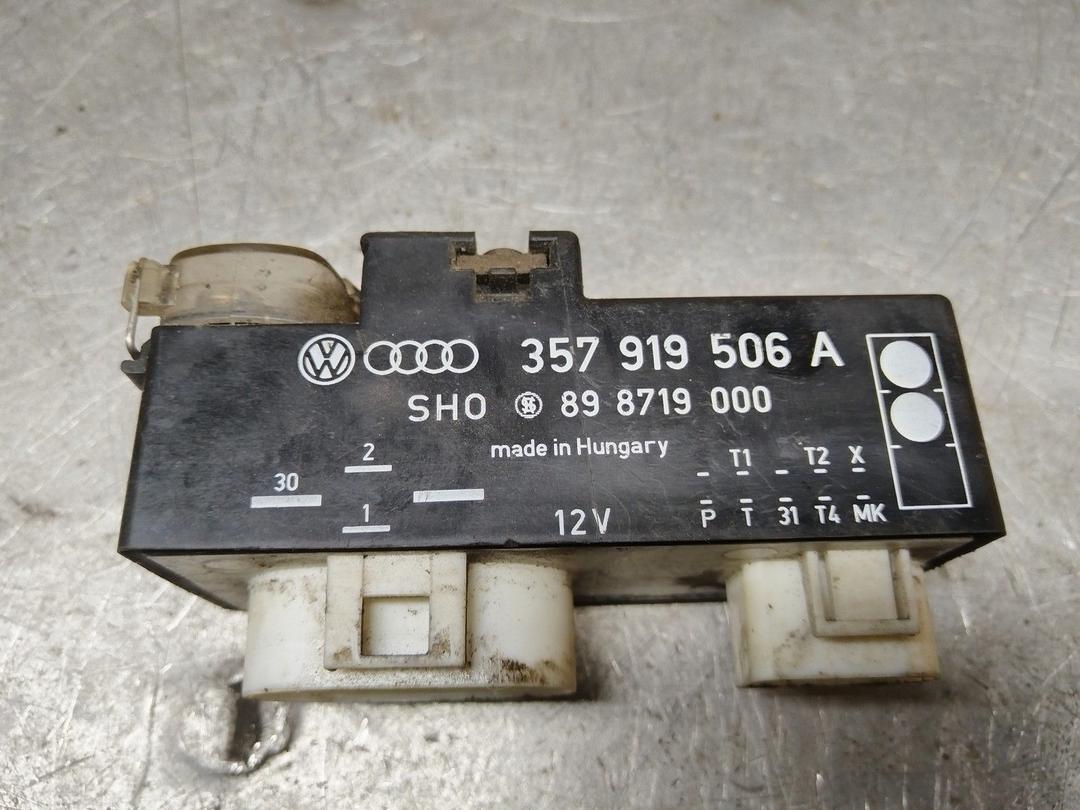 VW 357 919 506 A
SHO 89 8719 000
made in Hungary
2
30
1
12V
T1 T2 X
P T 31 T4 MK